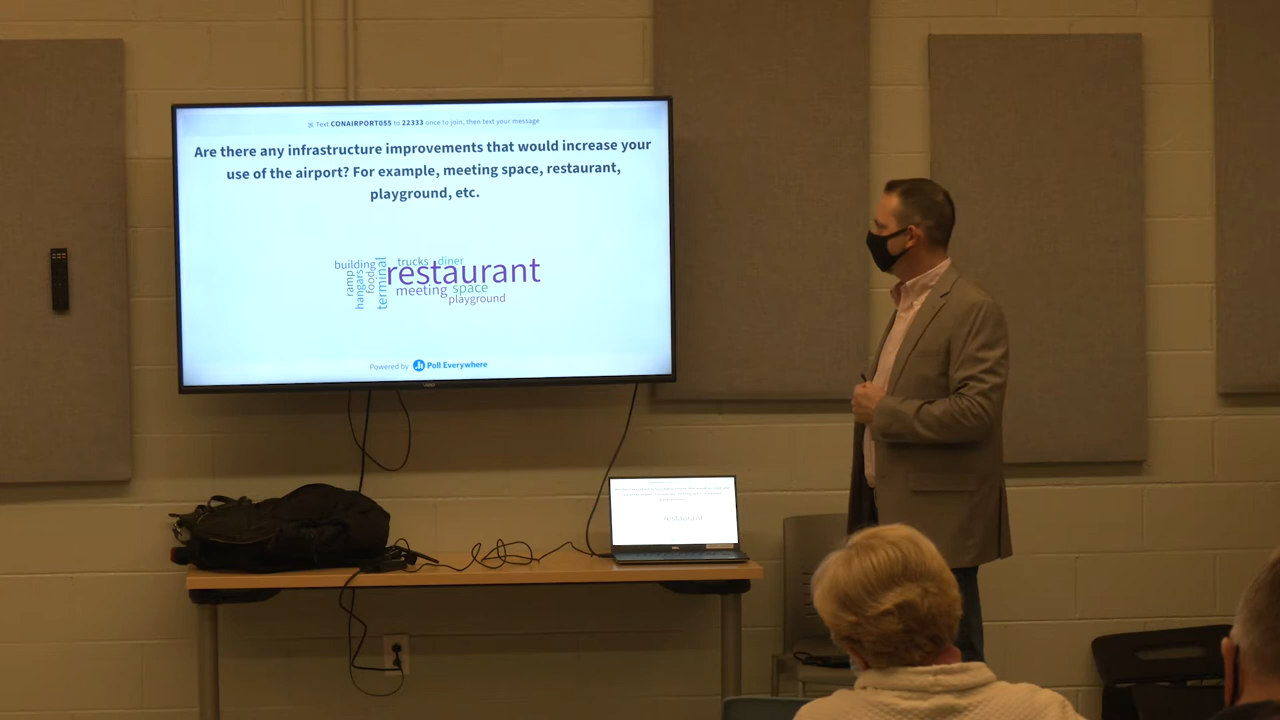 Text CONAIRPORT055 to 22333 once to join, then text your message
Are there any infrastructure improvements that would increase your
use of the airport? For example, meeting space, restaurant,
playground, etc.
building
trucks
diner
ramp
hangars
food
terminal
restaurant
meeting
space
playground
Powered by Poll Everywhere
restaurant